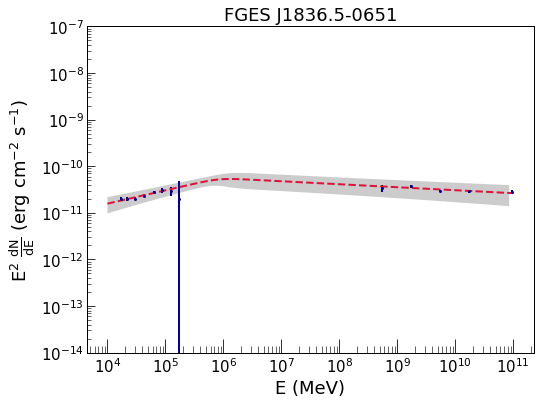 FGES J1836.5-0651
10⁻⁷
10⁻⁸
10⁻⁹
10⁻¹⁰
10⁻¹¹
10⁻¹²
10⁻¹³
10⁻¹⁴
E² dN/dE (erg cm⁻² s⁻¹)
10⁴ 10⁵ 10⁶ 10⁷ 10⁸ 10⁹ 10¹⁰ 10¹¹
E (MeV)